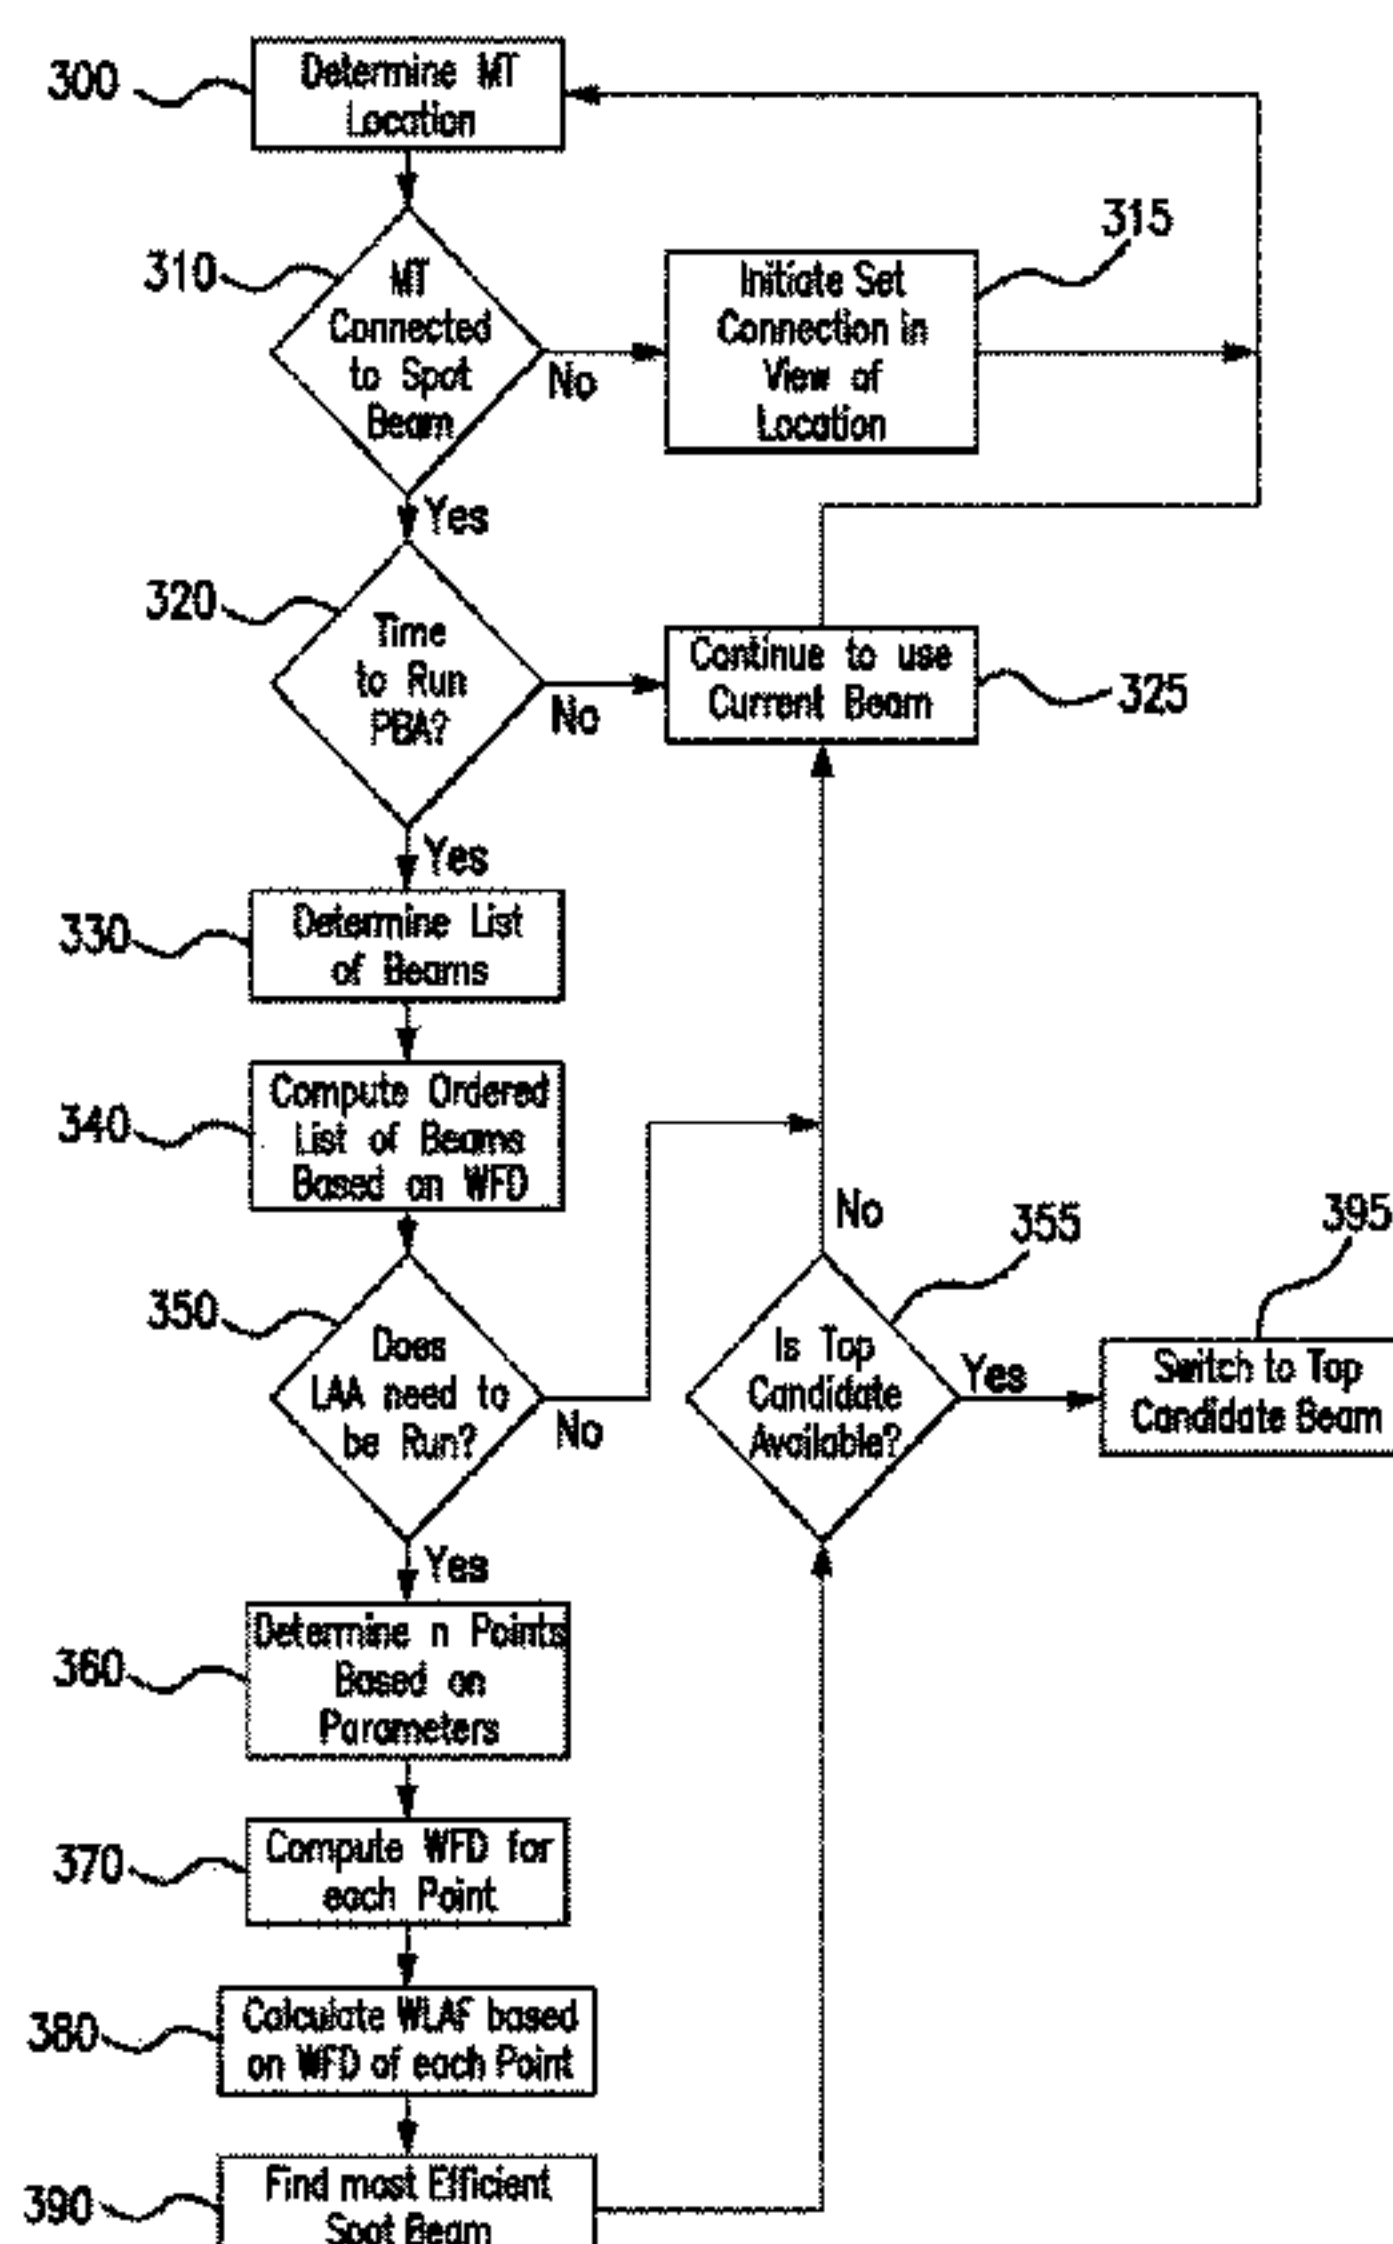 300
Determine MT
Location
310
MT
Connected
to Spot
Beam
No
Yes
315
Initiate Set
Connection in
View of
Location
320
Time
to Run
PBA?
No
Yes
Continue to use
Current Beam
325
330
Determine List
of Beams
340
Compute Ordered
List of Beams
Based on WFD
350
Does
LAA need to
be Run?
No
Yes
No
355
Is Top
Candidate
Available?
Yes
395
Switch to Top
Candidate Beam
360
Determine n Points
Based on
Parameters
370
Compute WFD for
each Point
380
Calculate WLAF based
on WFD of each Point
390
Find most Efficient
Spot Beam